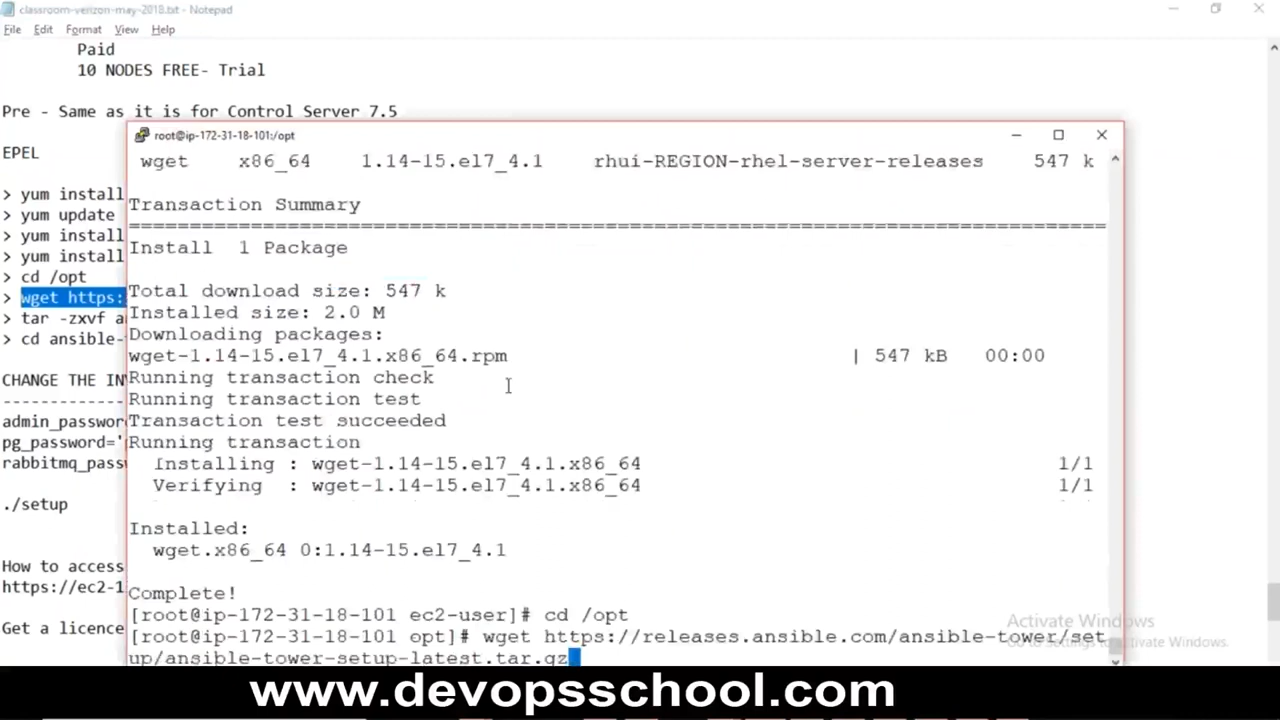 classroom-verizon-may-2018.txt - Notepad
File Edit Format View Help
Paid
10 NODES FREE- Trial
Pre - Same as it is for Control Server 7.5
EPEL
> yum install
> yum update
> yum install
> yum install
> cd /opt
> wget https:
> tar -zxvf a
> cd ansible-
CHANGE THE IN
-------------
admin_passwor
pg_password='
rabbitmq_pass
./setup
How to access
https://ec2-1
Get a licence
root@ip-172-31-18-101:/opt
wget x86_64 1.14-15.el7_4.1 rhui-REGION-rhel-server-releases 547 k
Transaction Summary
================================================================================
Install 1 Package
Total download size: 547 k
Installed size: 2.0 M
Downloading packages:
wget-1.14-15.el7_4.1.x86_64.rpm | 547 kB 00:00
Running transaction check
Running transaction test
Transaction test succeeded
Running transaction
Installing : wget-1.14-15.el7_4.1.x86_64 1/1
Verifying : wget-1.14-15.el7_4.1.x86_64 1/1
Installed:
wget.x86_64 0:1.14-15.el7_4.1
Complete!
[root@ip-172-31-18-101 ec2-user]# cd /opt
[root@ip-172-31-18-101 opt]# wget https://releases.ansible.com/ansible-tower/set
up/ansible-tower-setup-latest.tar.gz
Activate Windows
Go to Settings to activate Windows.
www.devopsschool.com